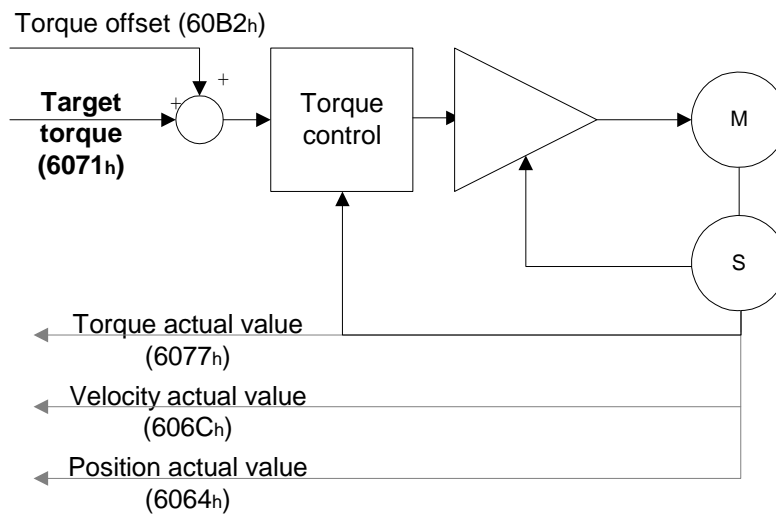 Torque offset (60B2h)
+
+
Target
torque
(6071h)
Torque
control
M
S
Torque actual value
(6077h)
Velocity actual value
(606Ch)
Position actual value
(6064h)